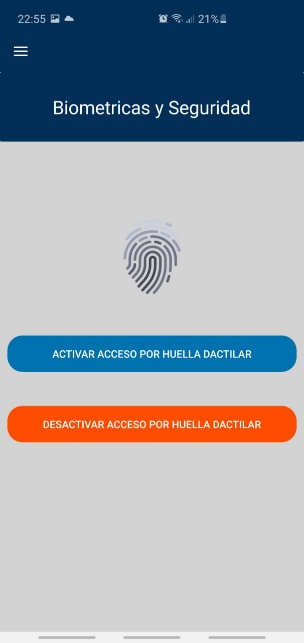 22:55 21%
Biometricas y Seguridad
ACTIVAR ACCESO POR HUELLA DACTILAR
DESACTIVAR ACCESO POR HUELLA DACTILAR